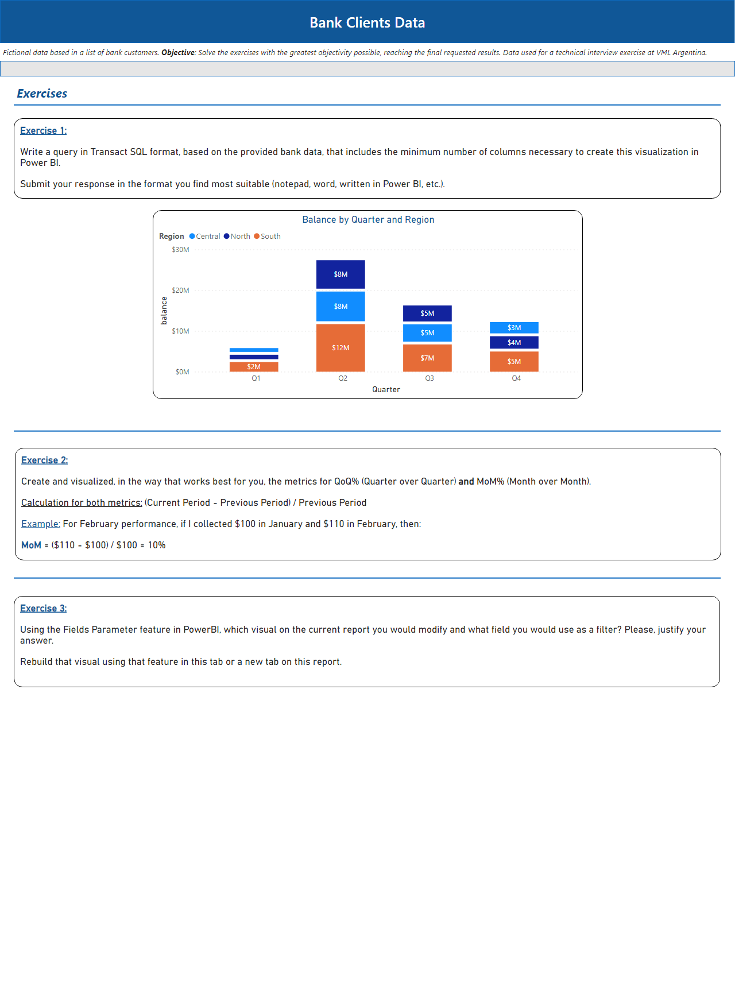 Bank Clients Data
Fictional data based in a list of bank customers. Objective: Solve the exercises with the greatest objectivity possible, reaching the final requested results. Data used for a technical interview exercise at VML Argentina.
Exercises
Exercise 1:
Write a query in Transact SQL format, based on the provided bank data, that includes the minimum number of columns necessary to create this visualization in
Power BI.
Submit your response in the format you find most suitable (notepad, word, written in Power BI, etc.).
Balance by Quarter and Region
Region Central North South
$30M
$20M
$10M
$0M
balance
$2M
$8M
$8M
$12M
$5M
$5M
$7M
$3M
$4M
$5M
Q1 Q2 Q3 Q4
Quarter
Exercise 2:
Create and visualized, in the way that works best for you, the metrics for QoQ% (Quarter over Quarter) and MoM% (Month over Month).
Calculation for both metrics: (Current Period - Previous Period) / Previous Period
Example: For February performance, if I collected $100 in January and $110 in February, then:
MoM = ($110 - $100) / $100 = 10%
Exercise 3:
Using the Fields Parameter feature in PowerBI, which visual on the current report you would modify and what field you would use as a filter? Please, justify your
answer.
Rebuild that visual using that feature in this tab or a new tab on this report.